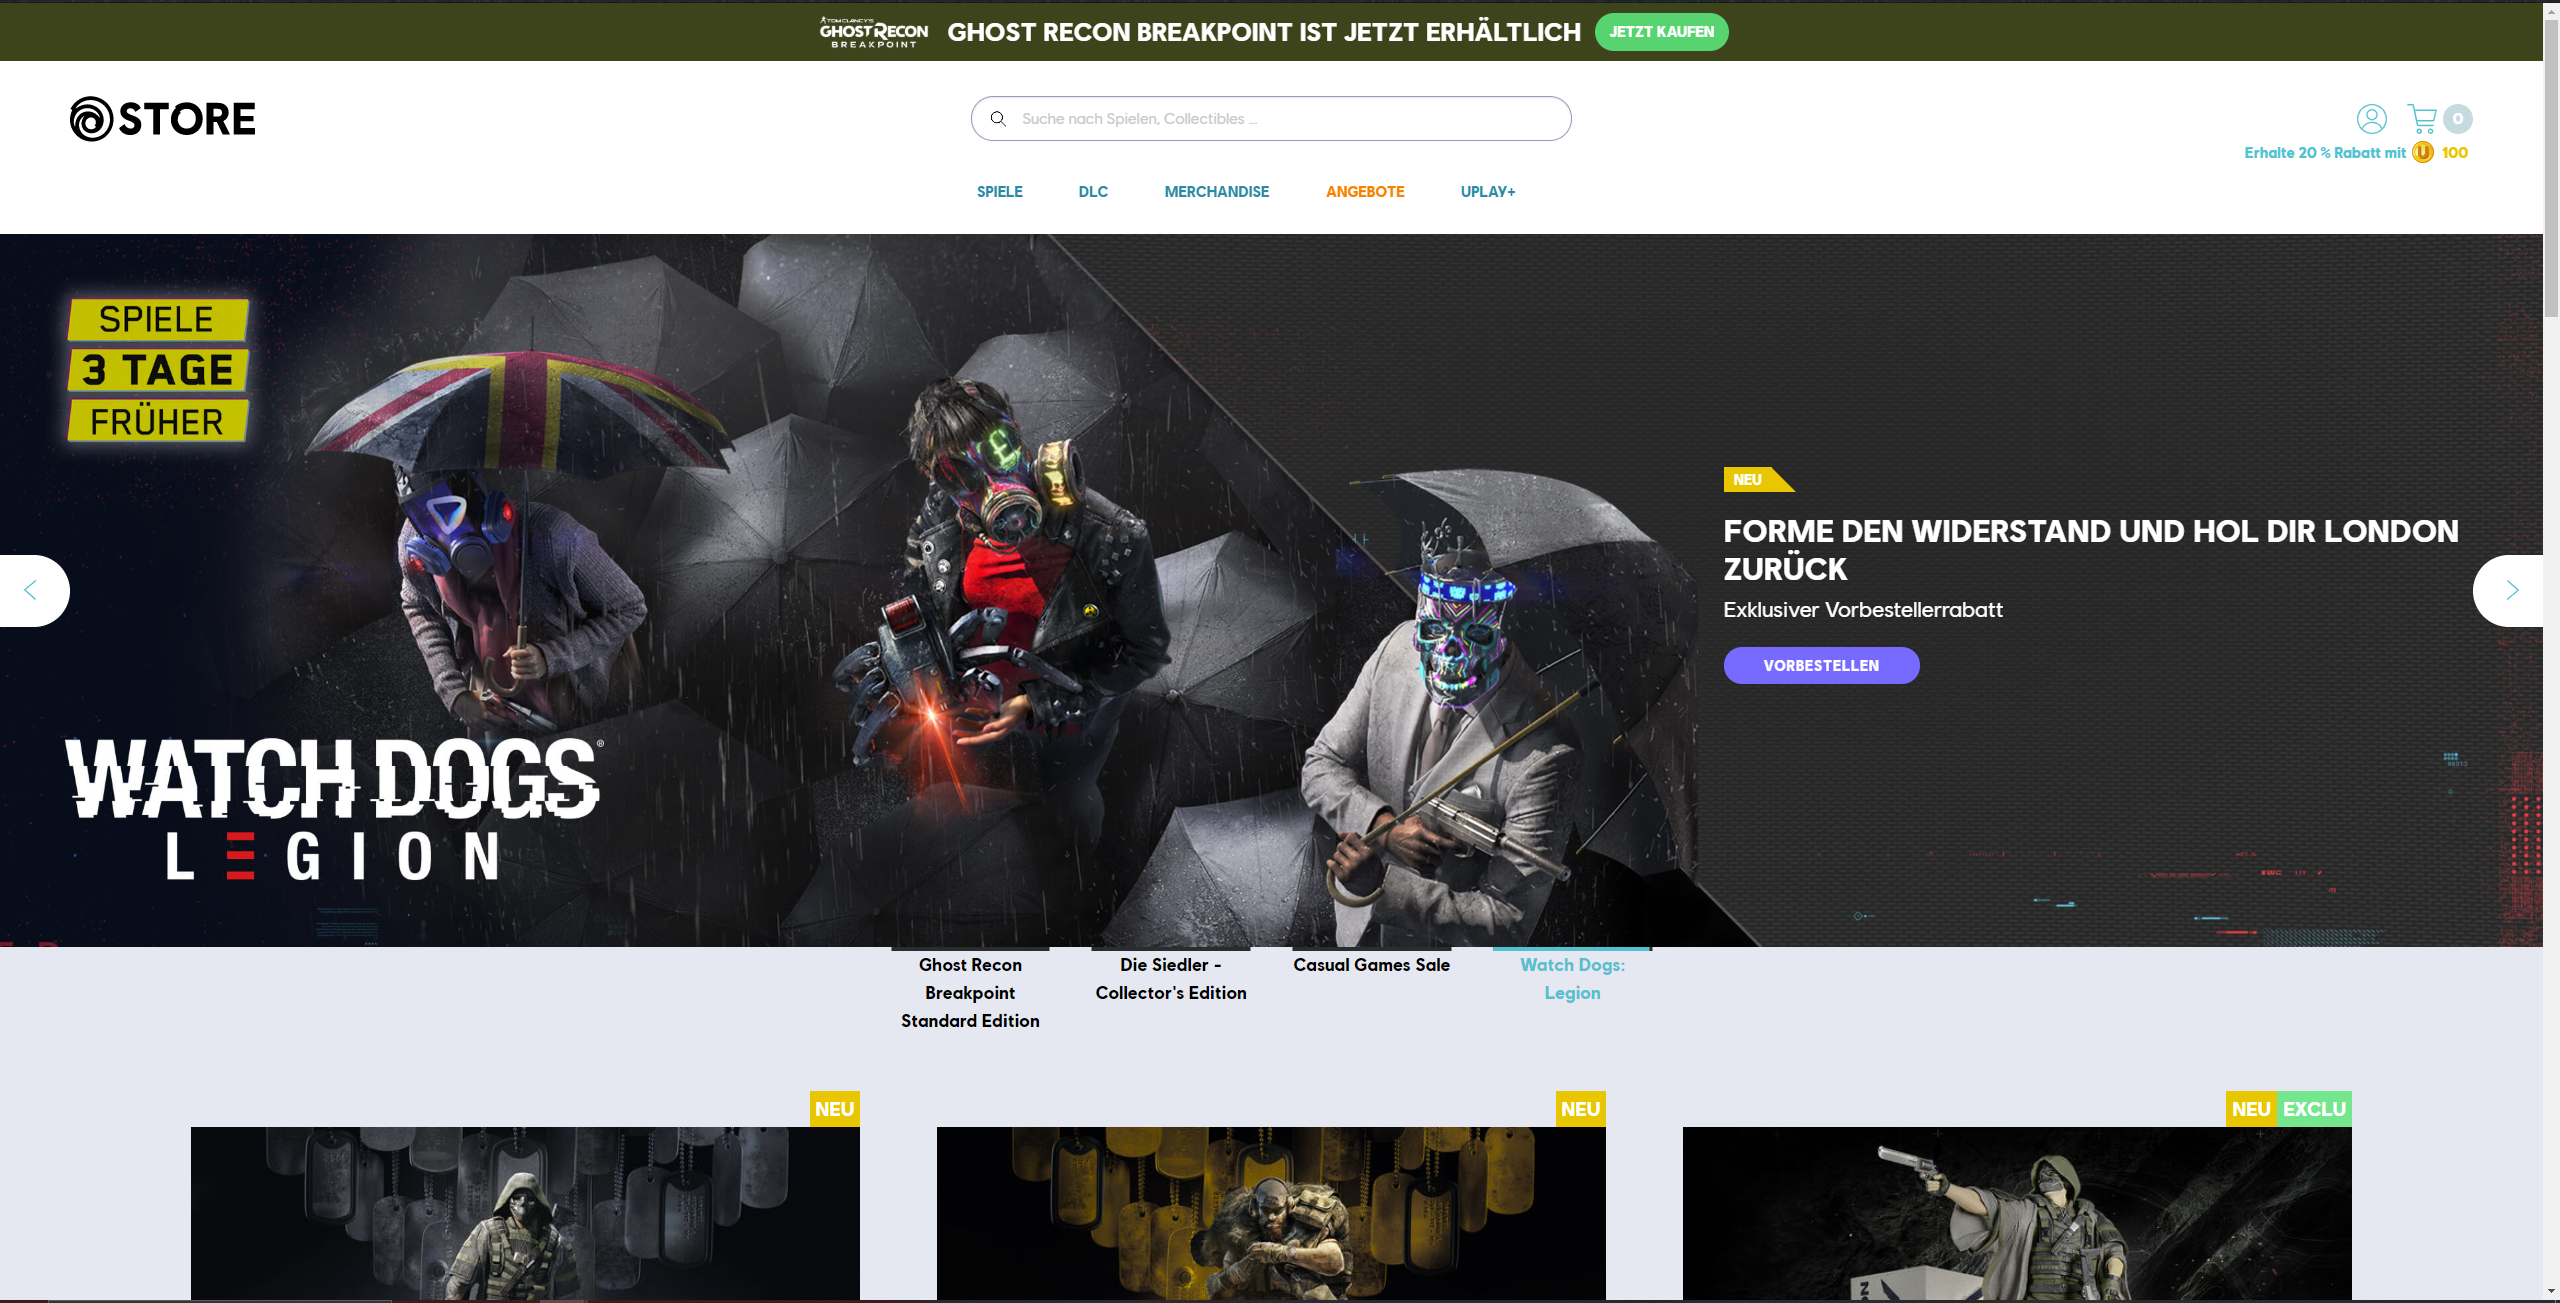 TOM CLANCY'S
GHOST RECON
BREAKPOINT
GHOST RECON BREAKPOINT IST JETZT ERHÄLTLICH
JETZT KAUFEN
STORE
Suche nach Spielen, Collectibles ...
0
Erhalte 20 % Rabatt mit 100
SPIELE
DLC
MERCHANDISE
ANGEBOTE
UPLAY+
SPIELE
3 TAGE
FRÜHER
WATCH DOGS®
LEGION
NEU
FORME DEN WIDERSTAND UND HOL DIR LONDON
ZURÜCK
Exklusiver Vorbestellerrabatt
VORBESTELLEN
Ghost Recon
Breakpoint
Standard Edition
Die Siedler -
Collector's Edition
Casual Games Sale
Watch Dogs:
Legion
NEU
NEU
NEU EXCLU